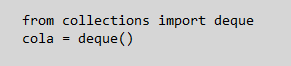 from collections import deque
cola = deque()